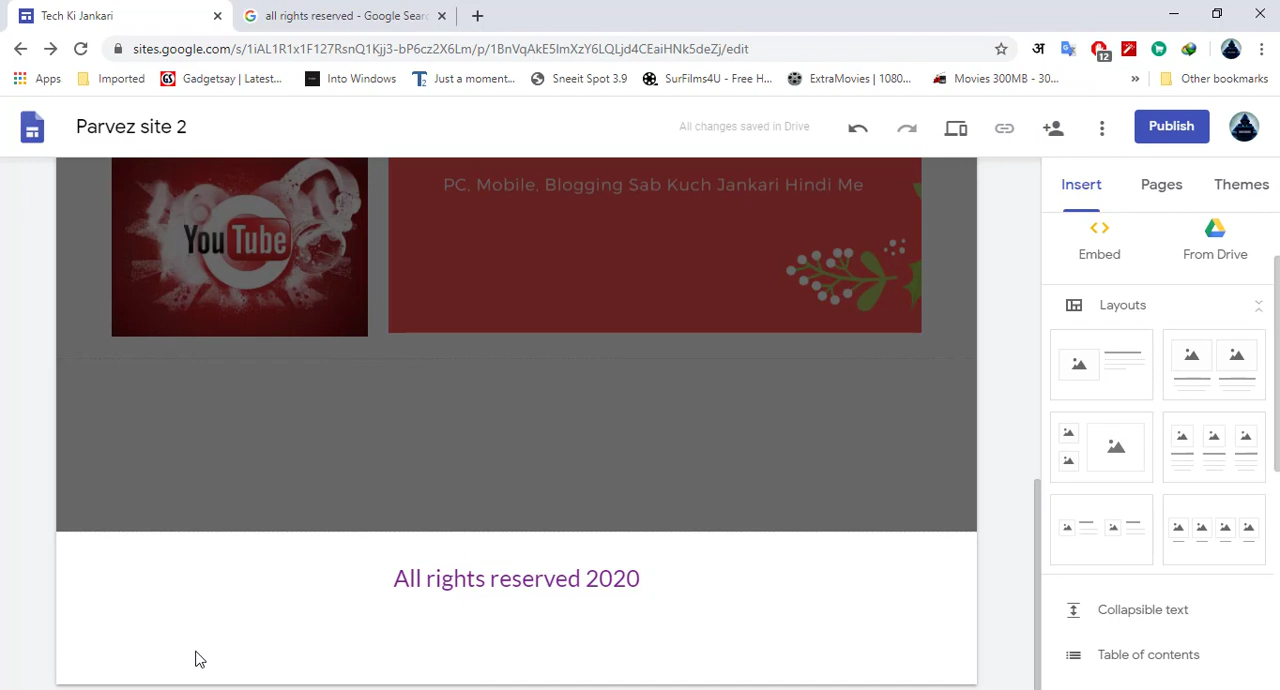 Tech Ki Jankari
all rights reserved - Google Sear
sites.google.com/s/1iAL1R1x1F127RsnQ1Kjj3-bP6cz2X6Lm/p/1BnVqAkE5ImXzY6LQLjd4CEaiHNk5deZj/edit
अ
12
Apps
Imported
GS
Gadgetsay | Latest...
Into Windows
Just a moment...
Sneeit Spot 3.9
SurFilms4U - Free H...
ExtraMovies | 1080...
Movies 300MB - 30...
»
Other bookmarks
Parvez site 2
All changes saved in Drive
Publish
Insert
Pages
Themes
PC, Mobile, Blogging Sab Kuch Jankari Hindi Me
YouTube
Embed
From Drive
Layouts
All rights reserved 2020
Collapsible text
Table of contents